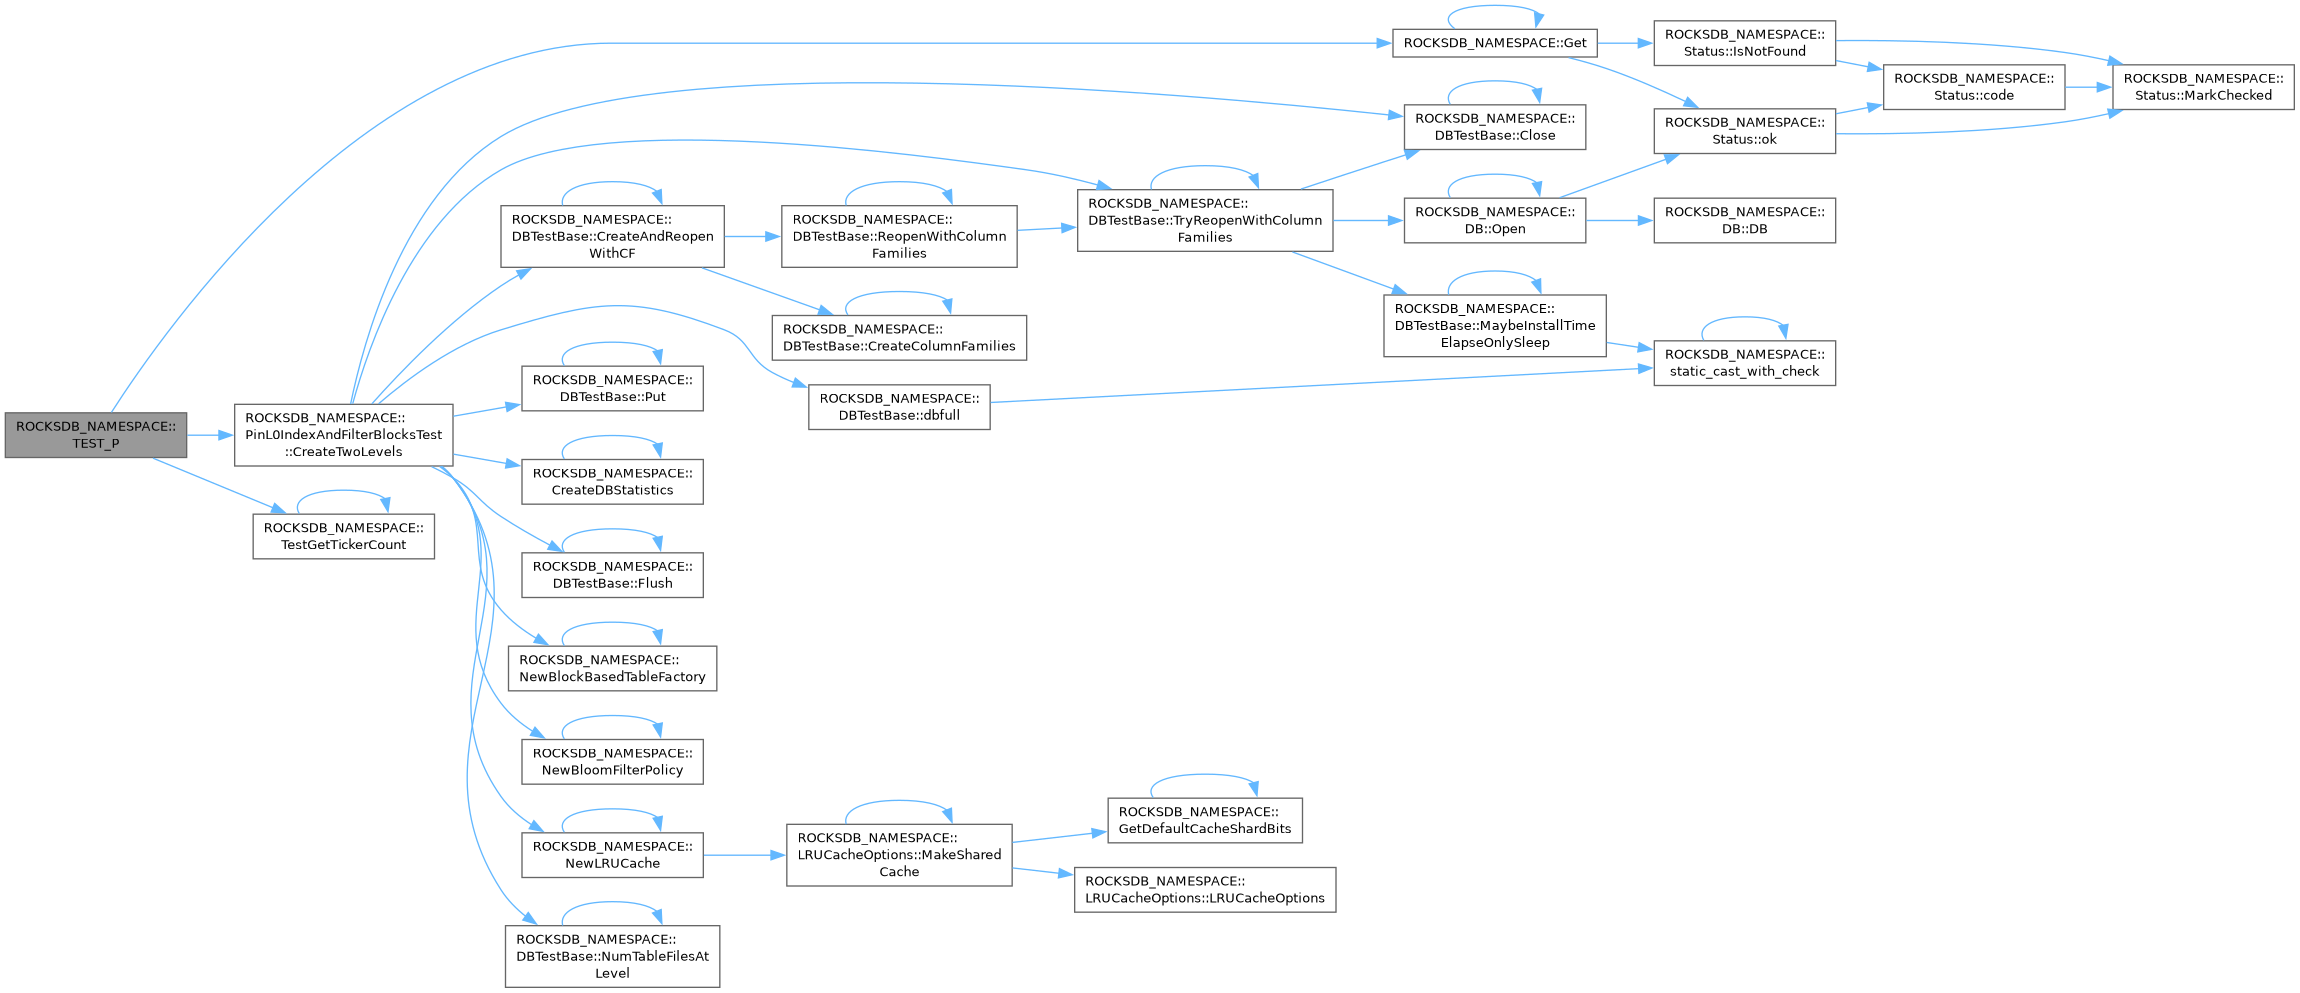 ROCKSDB_NAMESPACE::
TEST_P
ROCKSDB_NAMESPACE::Get
ROCKSDB_NAMESPACE::
Status::IsNotFound
ROCKSDB_NAMESPACE::
Status::code
ROCKSDB_NAMESPACE::
Status::MarkChecked
ROCKSDB_NAMESPACE::
Status::ok
ROCKSDB_NAMESPACE::
PinL0IndexAndFilterBlocksTest
::CreateTwoLevels
ROCKSDB_NAMESPACE::
DBTestBase::Close
ROCKSDB_NAMESPACE::
DBTestBase::CreateAndReopen
WithCF
ROCKSDB_NAMESPACE::
DBTestBase::ReopenWithColumn
Families
ROCKSDB_NAMESPACE::
DBTestBase::TryReopenWithColumn
Families
ROCKSDB_NAMESPACE::
DB::Open
ROCKSDB_NAMESPACE::
DB::DB
ROCKSDB_NAMESPACE::
DBTestBase::MaybeInstallTime
ElapseOnlySleep
ROCKSDB_NAMESPACE::
static_cast_with_check
ROCKSDB_NAMESPACE::
DBTestBase::CreateColumnFamilies
ROCKSDB_NAMESPACE::
DBTestBase::dbfull
ROCKSDB_NAMESPACE::
DBTestBase::Put
ROCKSDB_NAMESPACE::
CreateDBStatistics
ROCKSDB_NAMESPACE::
DBTestBase::Flush
ROCKSDB_NAMESPACE::
NewBlockBasedTableFactory
ROCKSDB_NAMESPACE::
NewBloomFilterPolicy
ROCKSDB_NAMESPACE::
NewLRUCache
ROCKSDB_NAMESPACE::
LRUCacheOptions::MakeShared
Cache
ROCKSDB_NAMESPACE::
GetDefaultCacheShardBits
ROCKSDB_NAMESPACE::
LRUCacheOptions::LRUCacheOptions
ROCKSDB_NAMESPACE::
DBTestBase::NumTableFilesAt
Level
ROCKSDB_NAMESPACE::
TestGetTickerCount